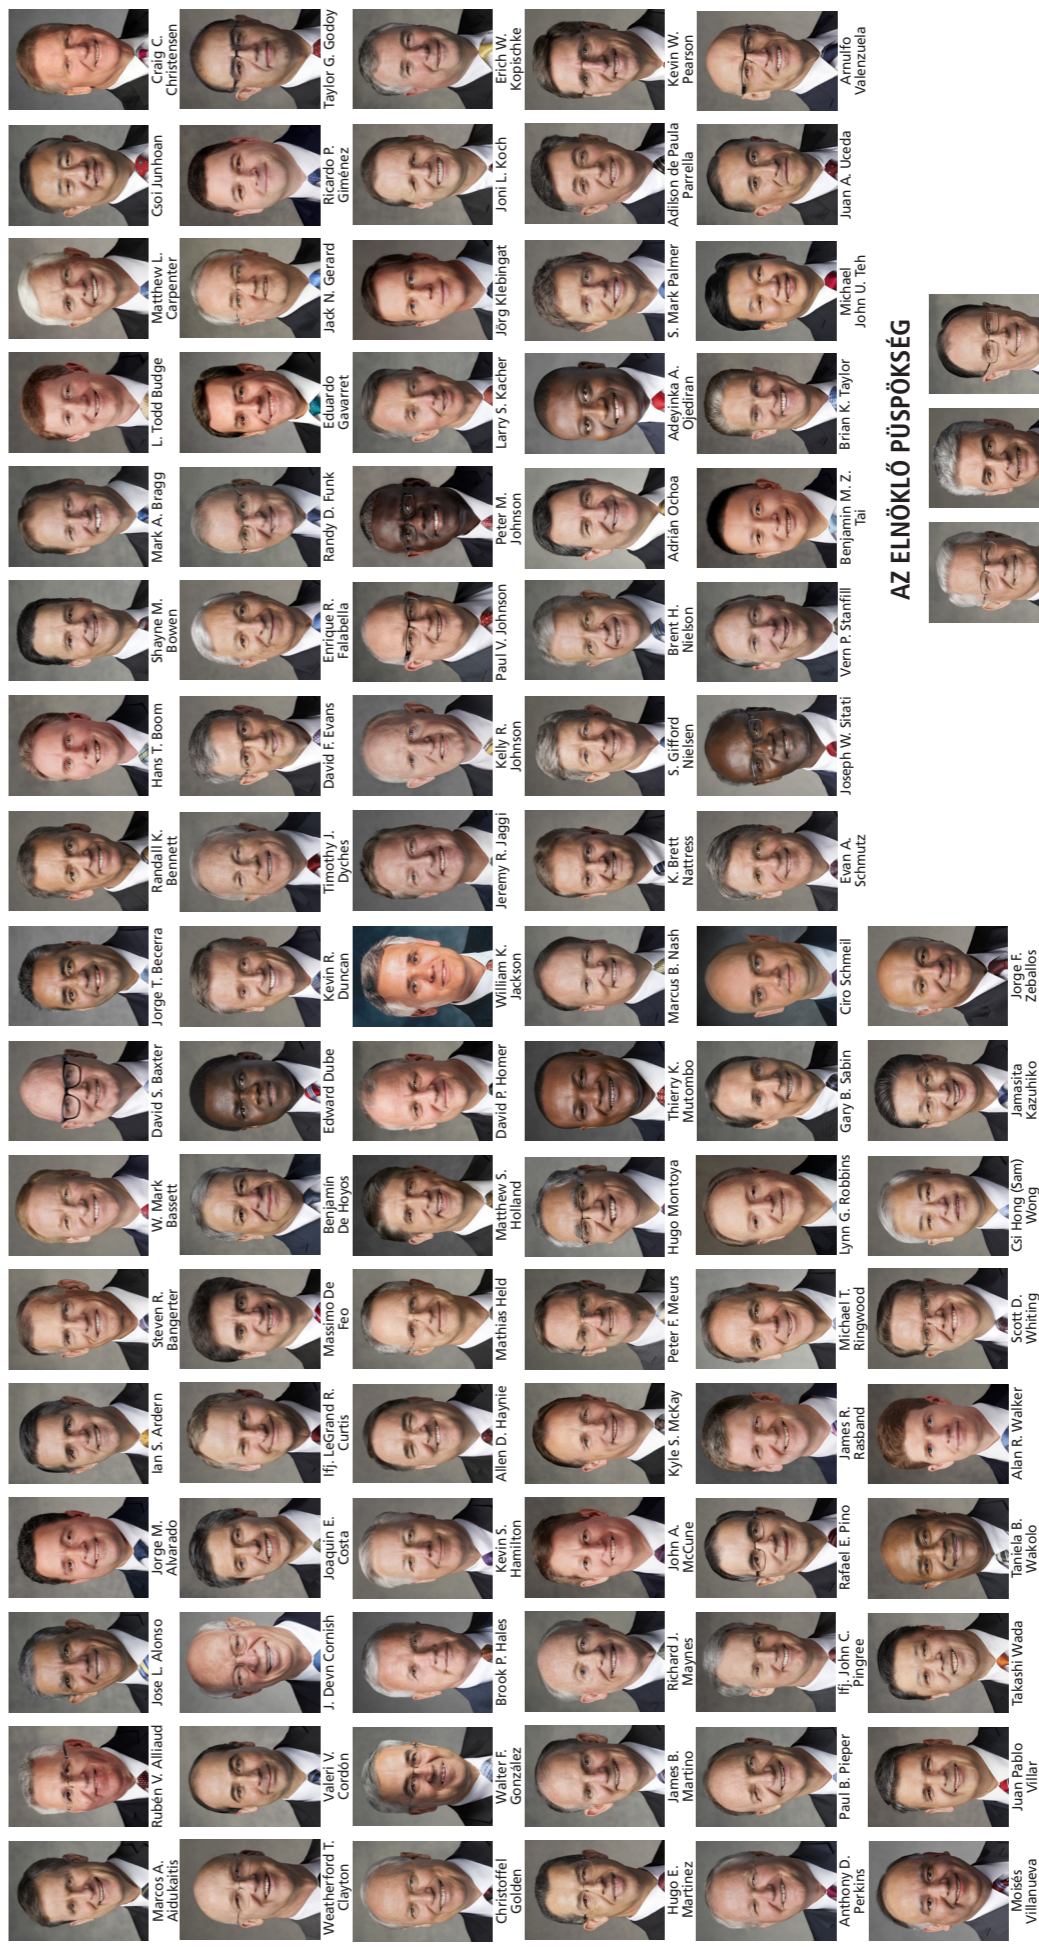 Marcos A.
Aidukaitis
Rubén V. Alliaud
Jose L. Alonso
Jorge M.
Alvarado
Ian S. Ardern
Steven R.
Bangerter
W. Mark
Bassett
David S. Baxter
Jorge T. Becerra
Randall K.
Bennett
Hans T. Boom
Shayne M.
Bowen
Mark A. Bragg
L. Todd Budge
Matthew L.
Carpenter
Csoi Junhoan
Craig C.
Christensen
Weatherford T.
Clayton
Valeri V.
Cordón
J. Devn Cornish
Joaquin E.
Costa
Ifj. LeGrand R.
Curtis
Massimo De
Feo
Benjamín
De Hoyos
Edward Dube
Kevin R.
Duncan
Timothy J.
Dyches
David F. Evans
Enrique R.
Falabella
Randy D. Funk
Eduardo
Gavarret
Jack N. Gerard
Ricardo P.
Giménez
Taylor G. Godoy
Christoffel
Golden
Walter F.
González
Brook P. Hales
Kevin S.
Hamilton
Allen D. Haynie
Mathias Held
Matthew S.
Holland
David P. Homer
William K.
Jackson
Jeremy R. Jaggi
Kelly R.
Johnson
Paul V. Johnson
Peter M.
Johnson
Larry S. Kacher
Jörg Klebingat
Joni L. Koch
Erich W.
Kopischke
Hugo E.
Martinez
James B.
Martino
Richard J.
Maynes
John A.
McCune
Kyle S. McKay
Peter F. Meurs
Hugo Montoya
Thierry K.
Mutombo
Marcus B. Nash
K. Brett
Nattress
S. Gifford
Nielsen
Brent H.
Nielson
Adrián Ochoa
Adeyinka A.
Ojediran
S. Mark Palmer
Adilson de Paula
Parrella
Kevin W.
Pearson
Anthony D.
Perkins
Paul B. Pieper
Ifj. John C.
Pingree
Rafael E. Pino
James R.
Rasband
Michael T.
Ringwood
Lynn G. Robbins
Gary B. Sabin
Ciro Schmeil
Evan A.
Schmutz
Joseph W. Sitati
Vern P. Stanfill
Benjamin M. Z.
Tai
Brian K. Taylor
Michael
John U. Teh
Juan A. Uceda
Arnulfo
Valenzuela
Moisés
Villanueva
Juan Pablo
Villar
Takashi Wada
Taniela B.
Wakolo
Alan R. Walker
Scott D.
Whiting
Csi Hong (Sam)
Wong
Jamasita
Kazuhiko
Jorge F.
Zeballos
AZ ELNÖKLŐ PÜSPÖKSÉG